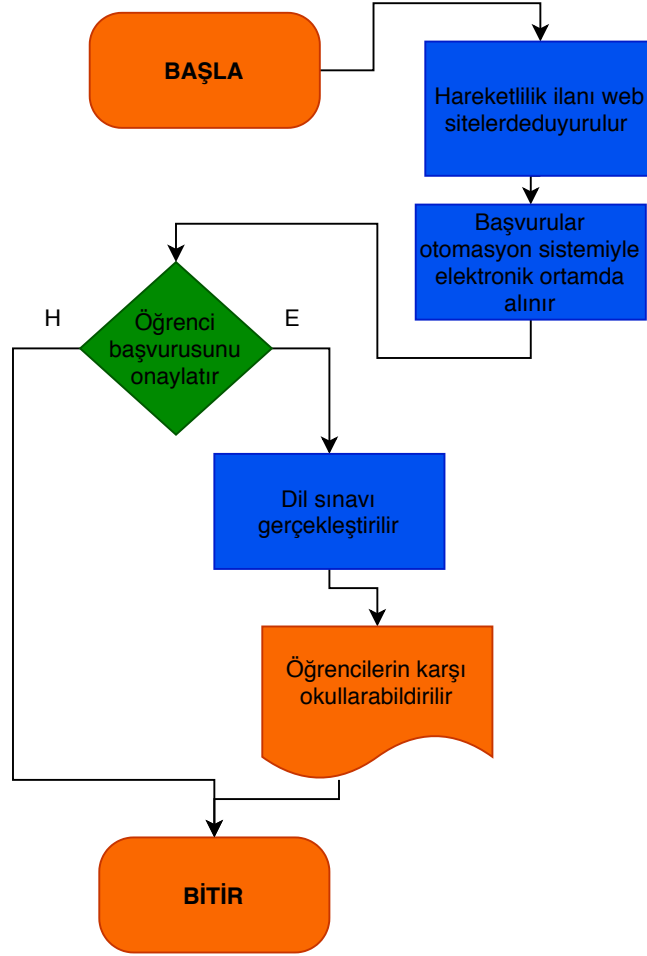 BAŞLA
Hareketlilik ilanı web
sitelerdeduyurulur
Başvurular
otomasyon sistemiyle
elektronik ortamda
alınır
H
E
Öğrenci
başvurusunu
onaylatır
Dil sınavı
gerçekleştirilir
Öğrencilerin karşı
okullarabildirilir
BİTİR